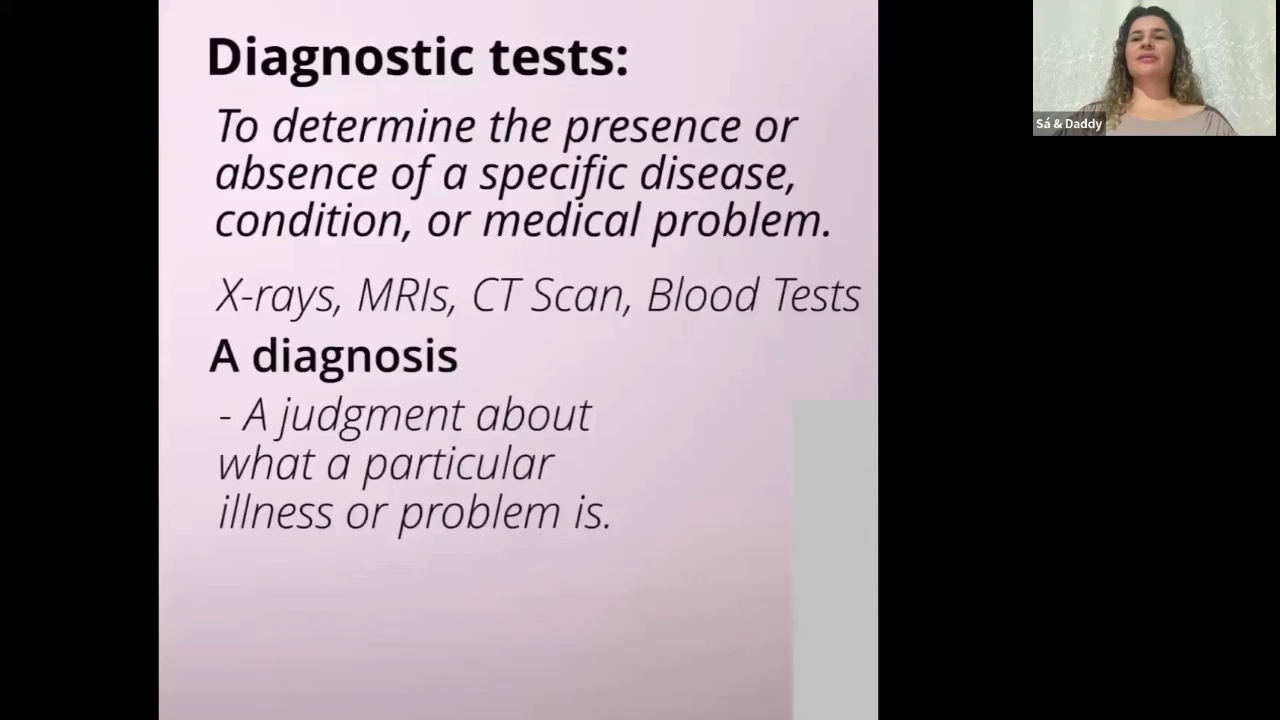 Diagnostic tests:
To determine the presence or
absence of a specific disease,
condition, or medical problem.
X-rays, MRIs, CT Scan, Blood Tests
A diagnosis
- A judgment about
what a particular
illness or problem is.
Sá & Daddy